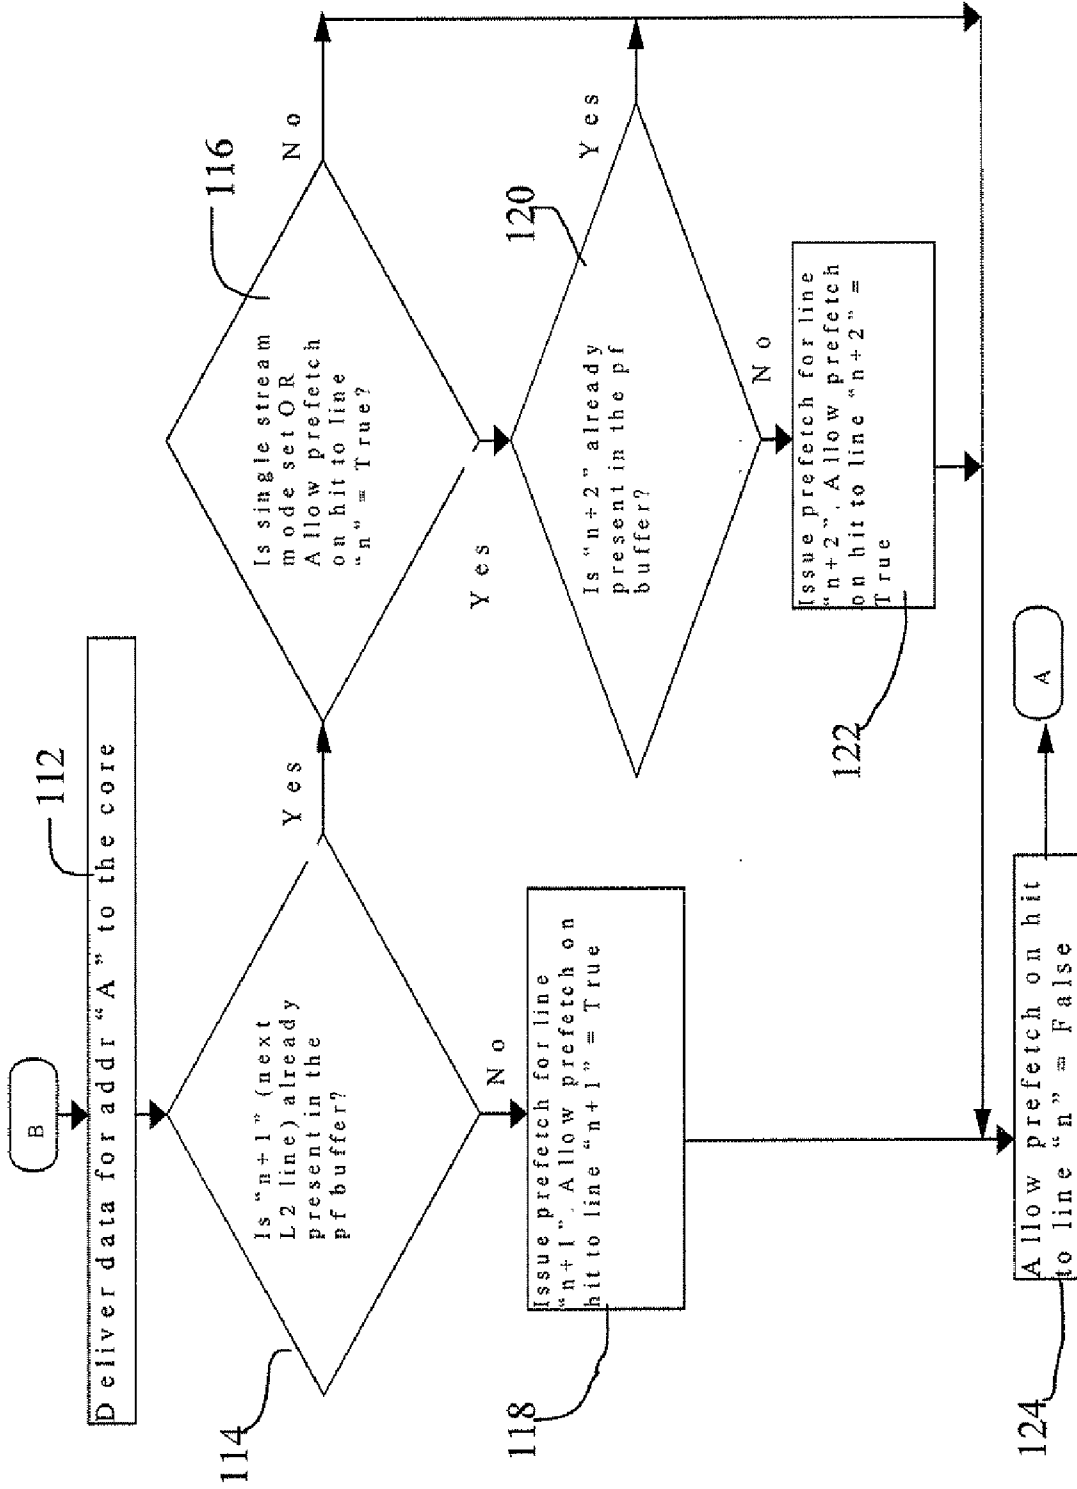 B
112
Deliver data for addr “A” to the core
114
Is “n+1” (next
L2 line) already
present in the
pf buffer?
Yes
No
116
Is single stream
mode set OR
Allow prefetch
on hit to line
“n” = True?
No
Yes
118
Issue prefetch for line
“n+1”. Allow prefetch on
hit to line “n+1” = True
120
Is “n+2” already
present in the pf
buffer?
Yes
No
122
Issue prefetch for line
“n+2”. Allow prefetch
on hit to line “n+2” =
True
124
Allow prefetch on hit
to line “n” = False
A